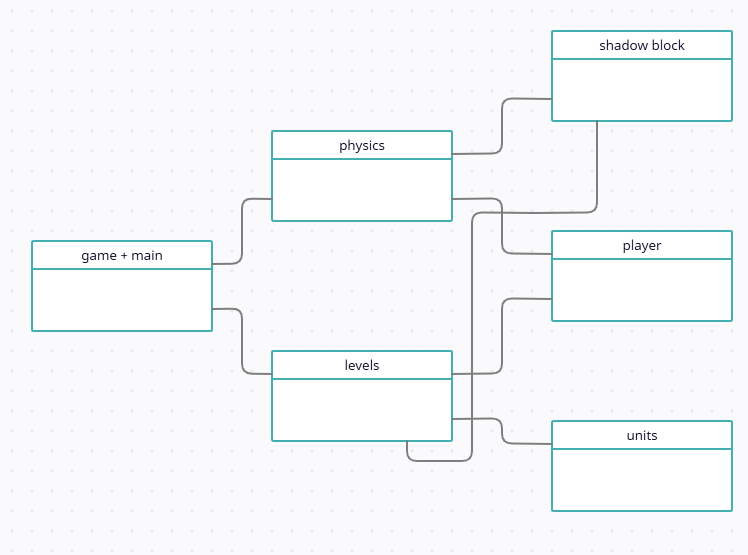 shadow block
physics
player
game + main
levels
units